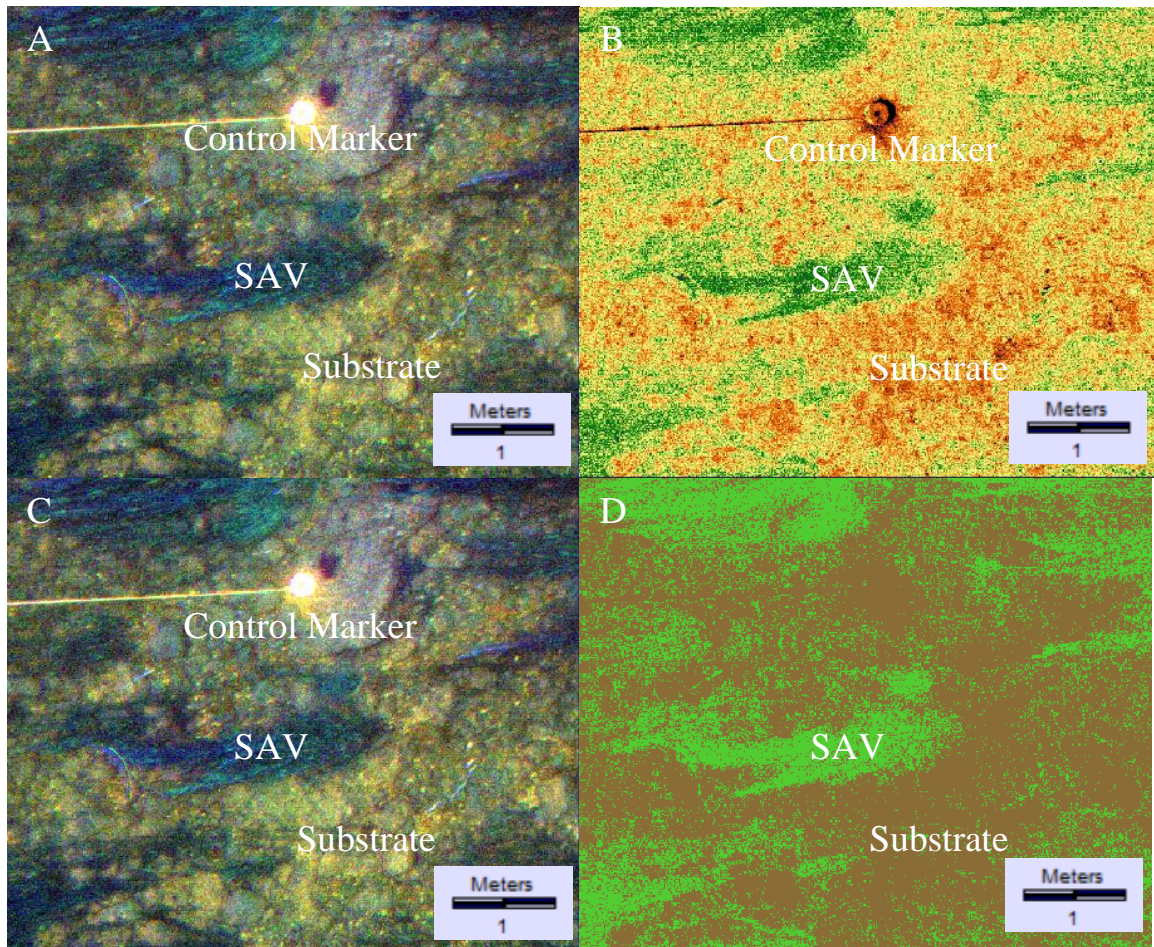 A
Control Marker
SAV
Substrate
Meters
1
B
Control Marker
SAV
Substrate
Meters
1
C
Control Marker
SAV
Substrate
Meters
1
D
SAV
Substrate
Meters
1